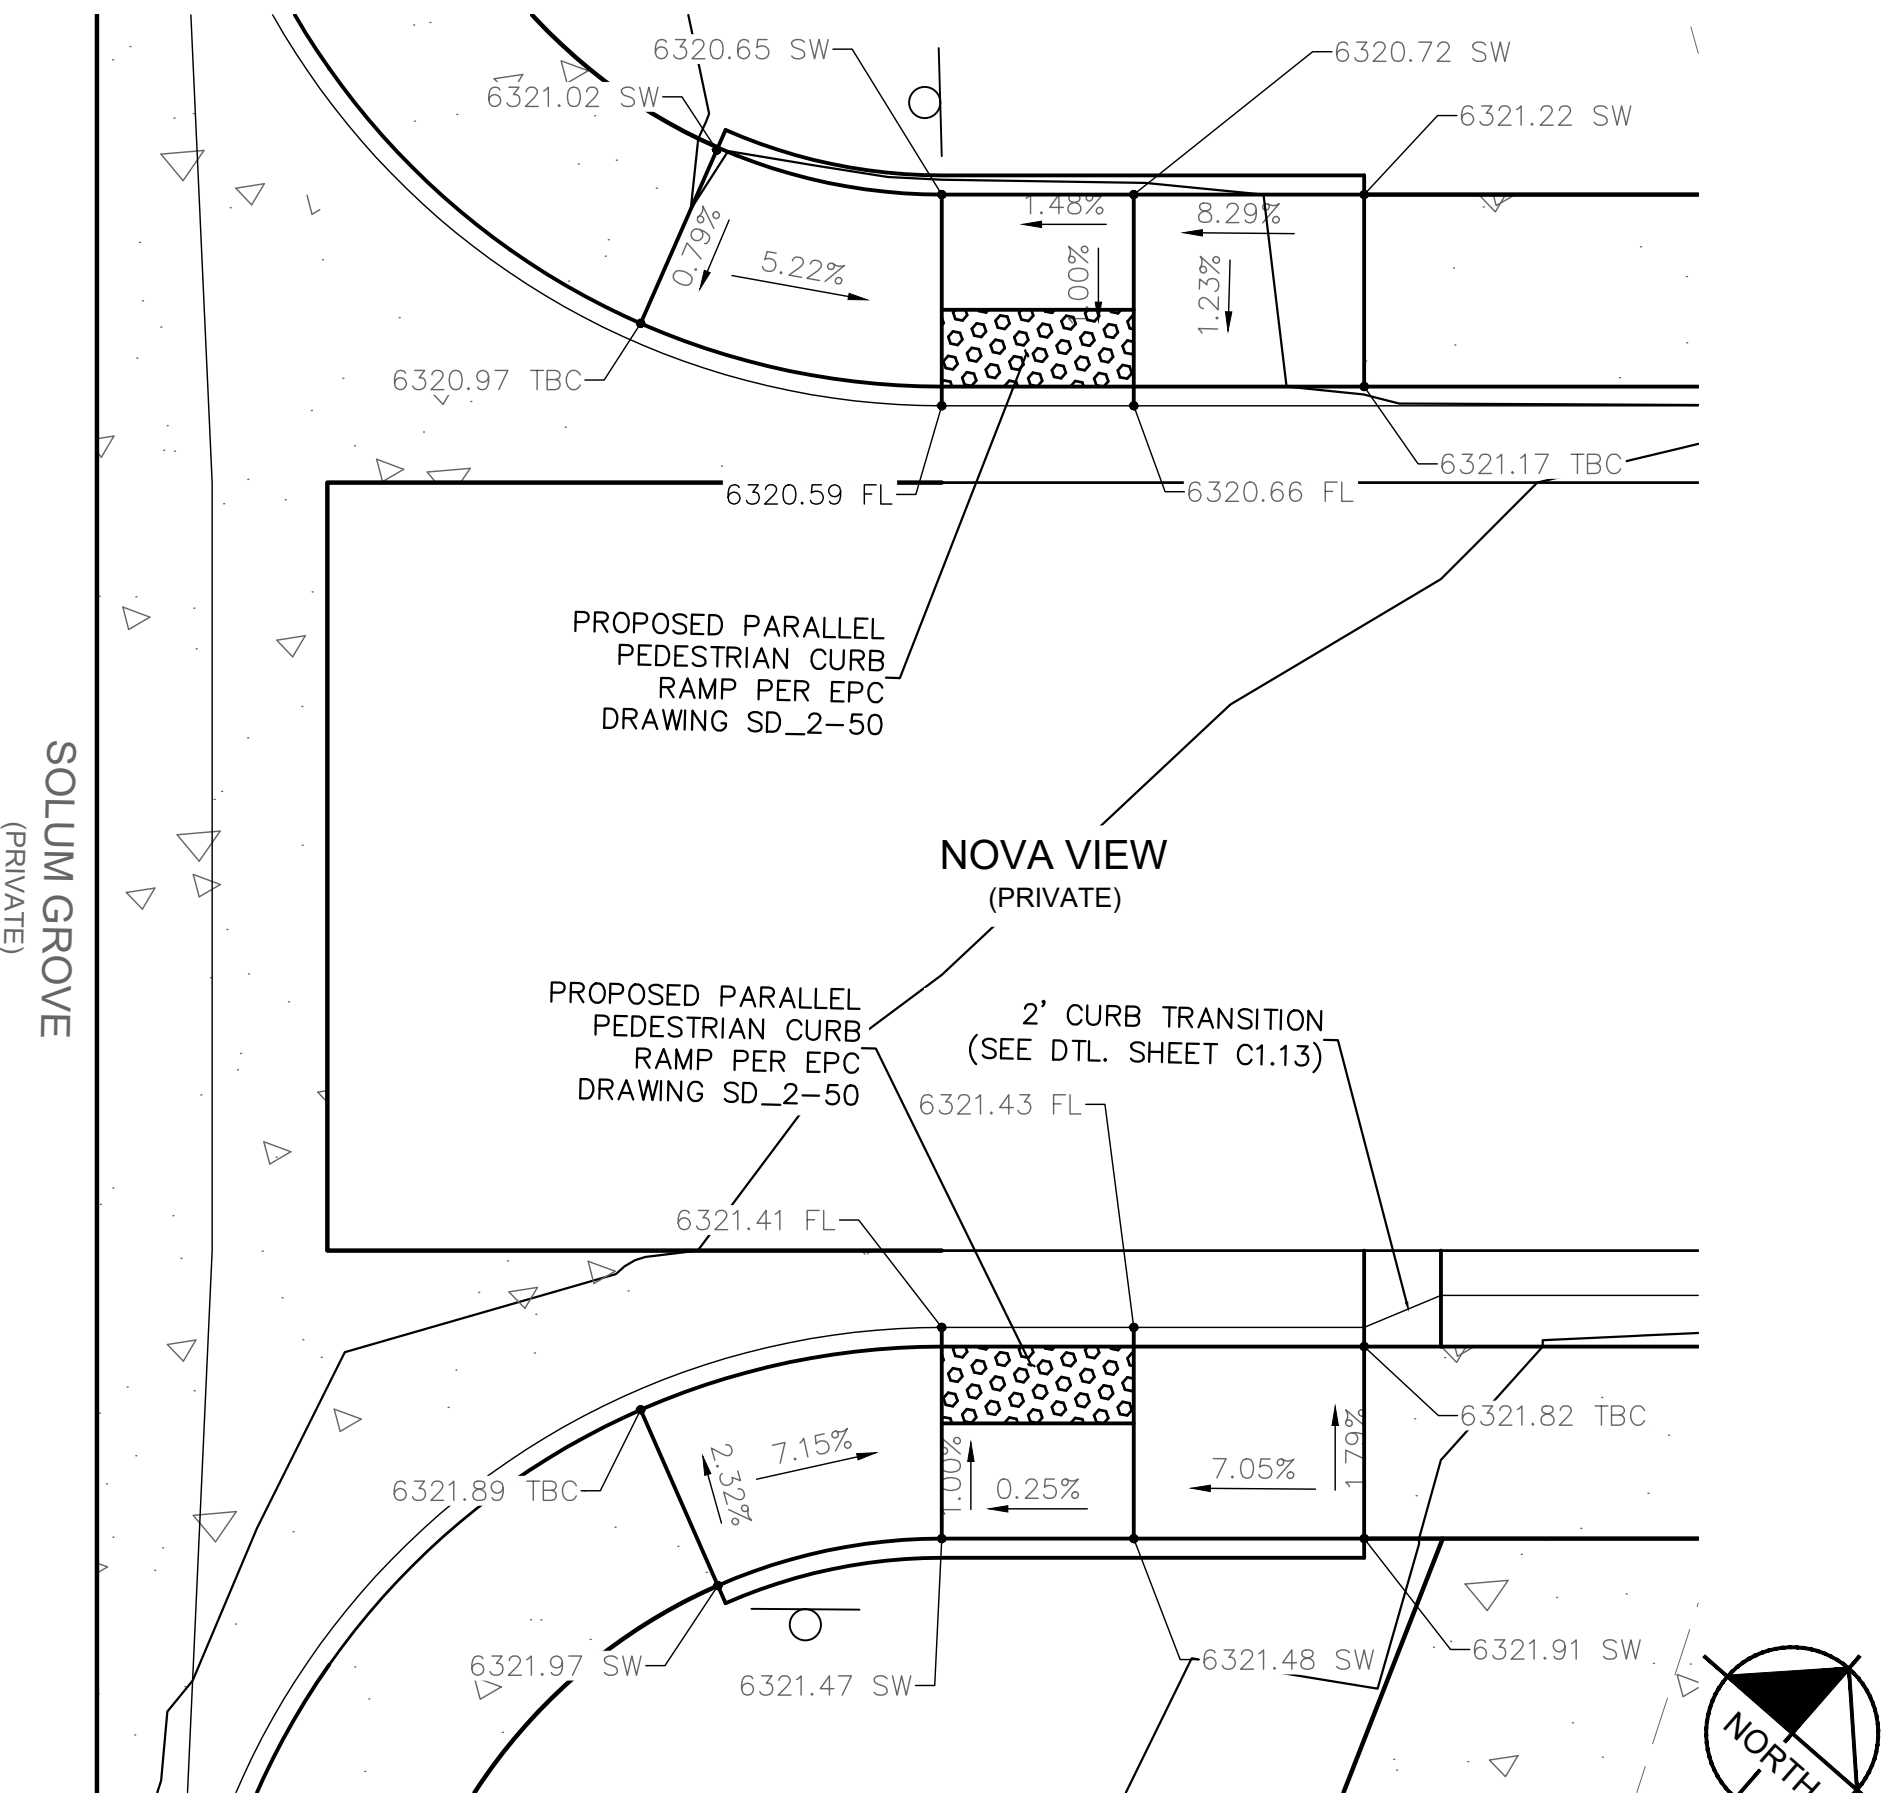 6320.65 SW
6320.72 SW
6321.02 SW
6321.22 SW
1.48%
8.29%
0.79%
5.22%
.00%
1.23%
6320.97 TBC
6321.17 TBC
6320.59 FL
6320.66 FL
PROPOSED PARALLEL
PEDESTRIAN CURB
RAMP PER EPC
DRAWING SD_2-50
SOLUM GROVE
(PRIVATE)
NOVA VIEW
(PRIVATE)
PROPOSED PARALLEL
PEDESTRIAN CURB
RAMP PER EPC
DRAWING SD_2-50
2' CURB TRANSITION
(SEE DTL. SHEET C1.13)
6321.43 FL
6321.41 FL
6321.82 TBC
1.79%
7.15%
2.32%
1.00%
7.05%
0.25%
6321.89 TBC
6321.97 SW
6321.47 SW
6321.48 SW
6321.91 SW
NORTH